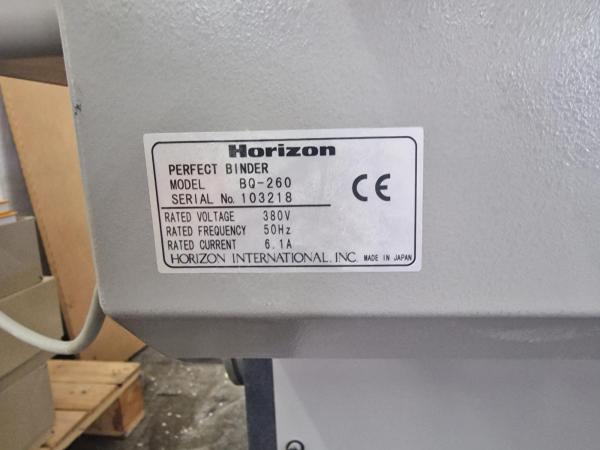 Horizon
PERFECT BINDER
MODEL BQ-260
SERIAL No. 103218
CE
RATED VOLTAGE 380V
RATED FREQUENCY 50Hz
RATED CURRENT 6.1A
HORIZON INTERNATIONAL, INC. MADE IN JAPAN